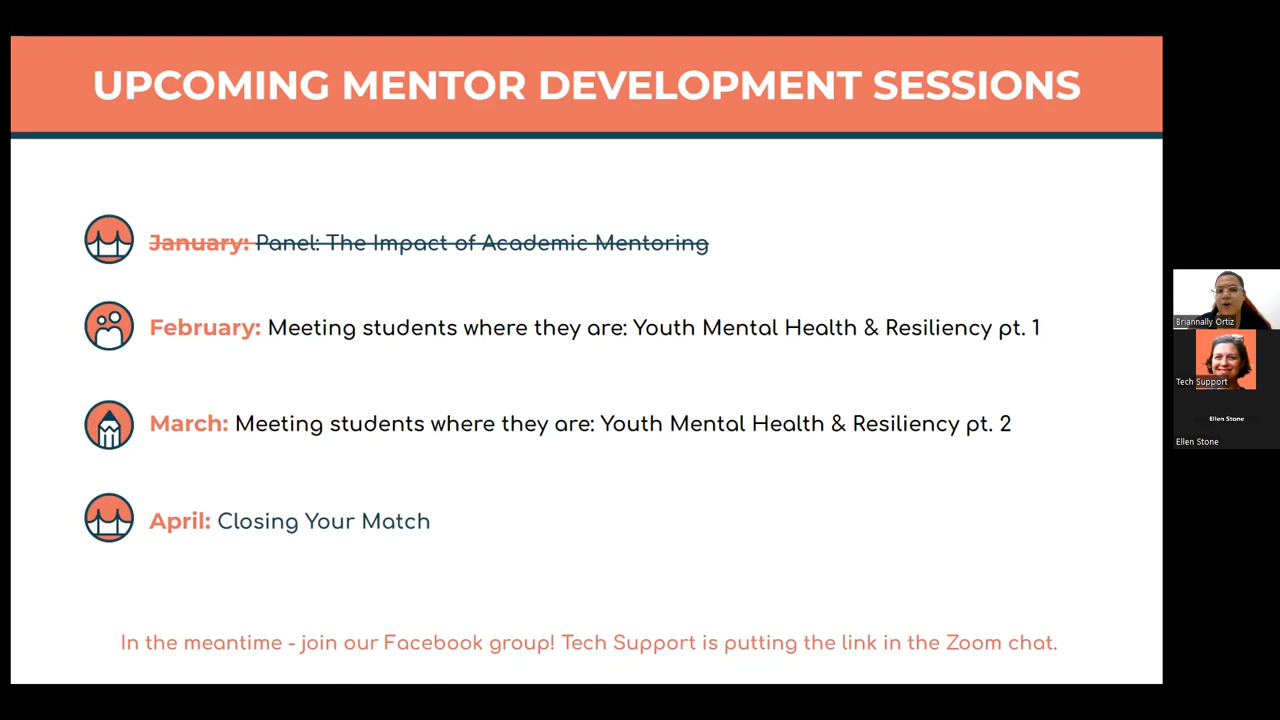 UPCOMING MENTOR DEVELOPMENT SESSIONS
January: Panel: The Impact of Academic Mentoring
February: Meeting students where they are: Youth Mental Health & Resiliency pt. 1
March: Meeting students where they are: Youth Mental Health & Resiliency pt. 2
April: Closing Your Match
In the meantime - join our Facebook group! Tech Support is putting the link in the Zoom chat.
Briannally Ortiz
Tech Support
Ellen Stone
Ellen Stone